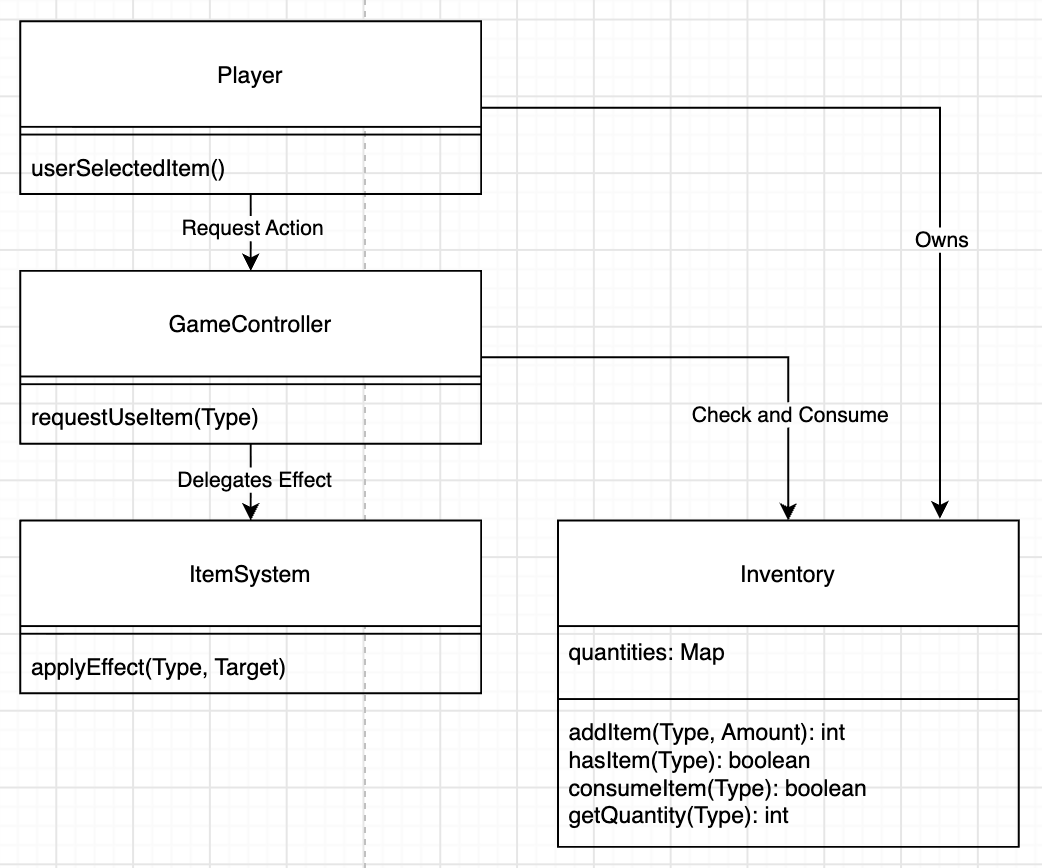 Player
userSelectedItem()
Request Action
Owns
GameController
requestUseItem(Type)
Check and Consume
Delegates Effect
ItemSystem
applyEffect(Type, Target)
Inventory
quantities: Map
addItem(Type, Amount): int
hasItem(Type): boolean
consumeItem(Type): boolean
getQuantity(Type): int